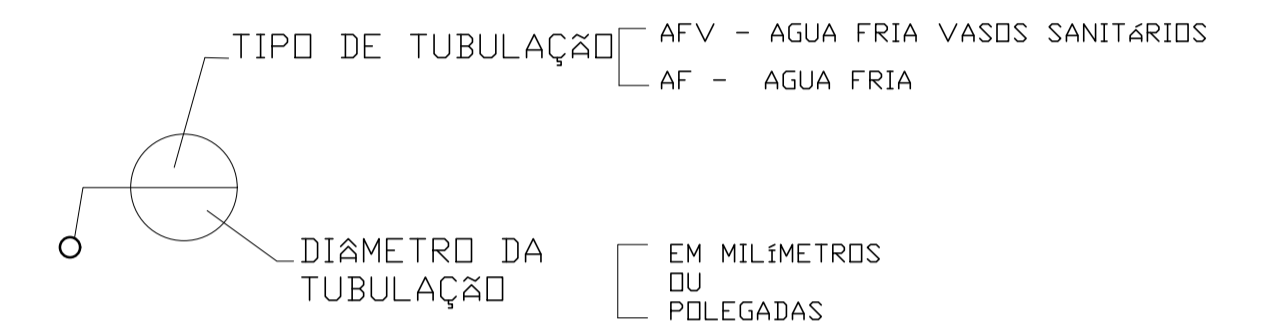 TIPO DE TUBULAÇÃO
AFV - AGUA FRIA VASOS SANITáRIOS
AF - AGUA FRIA
DIÂMETRO DA
TUBULAÇÃO
EM MILíMETROS
OU
POLEGADAS